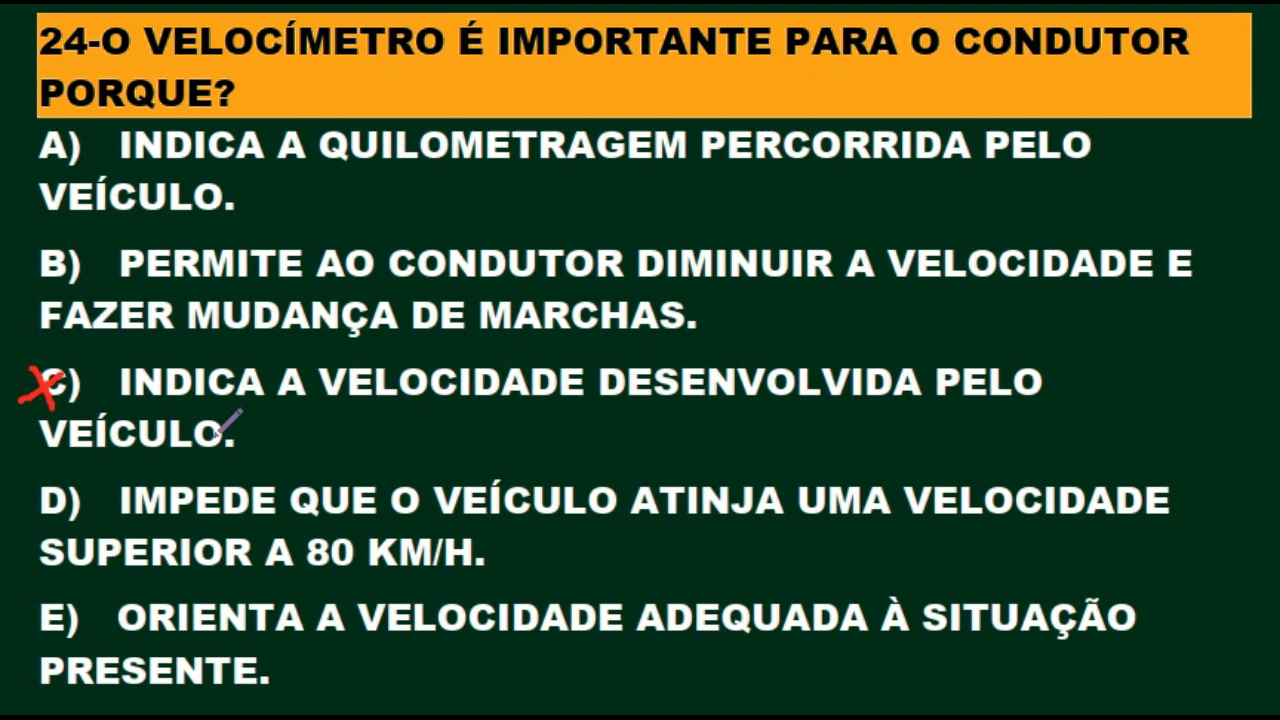 24-O VELOCÍMETRO É IMPORTANTE PARA O CONDUTOR
PORQUE?
A) INDICA A QUILOMETRAGEM PERCORRIDA PELO
VEÍCULO.
B) PERMITE AO CONDUTOR DIMINUIR A VELOCIDADE E
FAZER MUDANÇA DE MARCHAS.
C) INDICA A VELOCIDADE DESENVOLVIDA PELO
VEÍCULO.
D) IMPEDE QUE O VEÍCULO ATINJA UMA VELOCIDADE
SUPERIOR A 80 KM/H.
E) ORIENTA A VELOCIDADE ADEQUADA À SITUAÇÃO
PRESENTE.